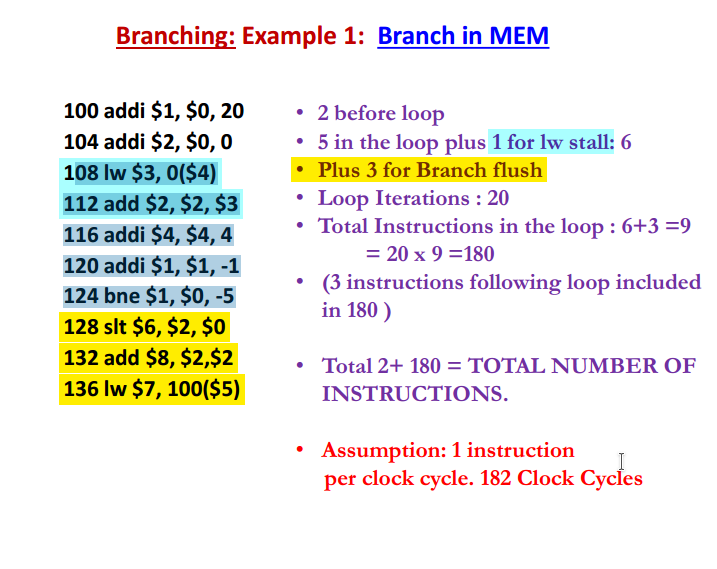 Branching: Example 1: Branch in MEM
100 addi $1, $0, 20
104 addi $2, $0, 0
108 lw $3, 0($4)
112 add $2, $2, $3
116 addi $4, $4, 4
120 addi $1, $1, -1
124 bne $1, $0, -5
128 slt $6, $2, $0
132 add $8, $2,$2
136 lw $7, 100($5)
• 2 before loop
• 5 in the loop plus 1 for lw stall: 6
• Plus 3 for Branch flush
• Loop Iterations : 20
• Total Instructions in the loop : 6+3 =9
= 20 x 9 =180
• (3 instructions following loop included
in 180 )
• Total 2+ 180 = TOTAL NUMBER OF
INSTRUCTIONS.
• Assumption: 1 instruction
per clock cycle. 182 Clock Cycles